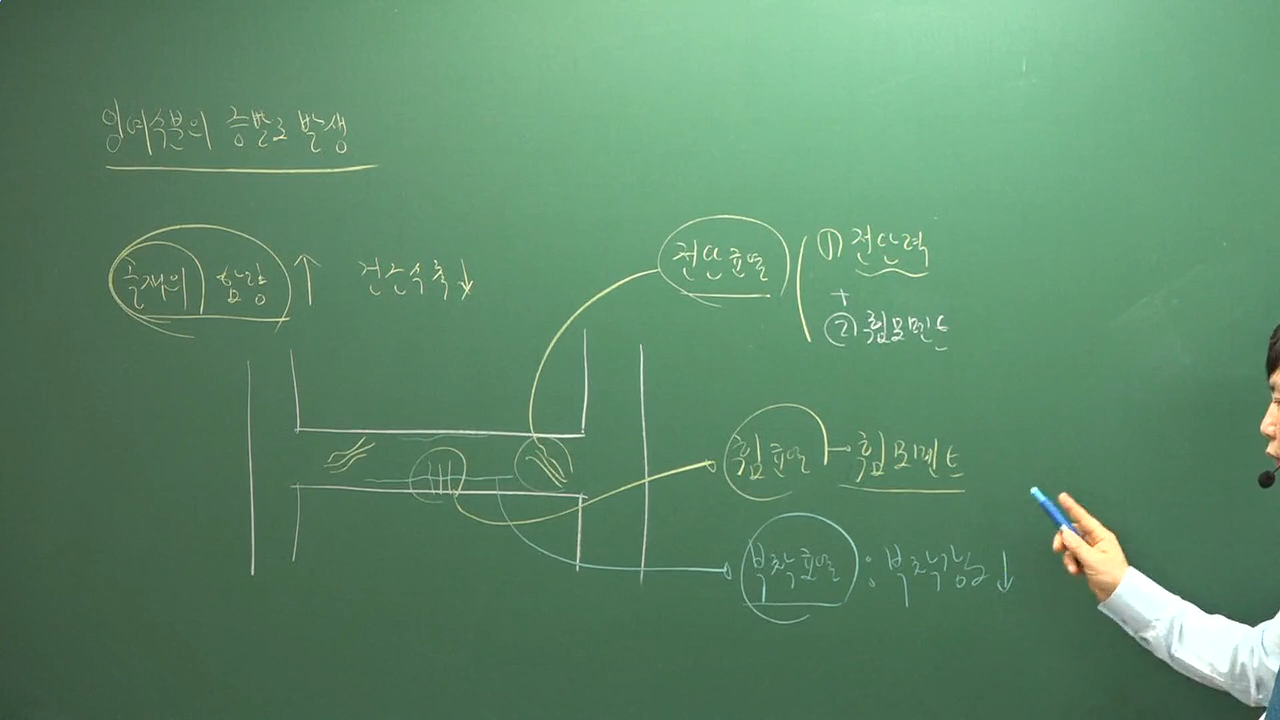 잉여수분의 증발로 발생
골재의 함량 ↑ 건조수축 ↓
전단균열 ① 전단력
+
② 휨모멘트
휨균열 → 휨모멘트
부착균열 : 부착강도 ↓